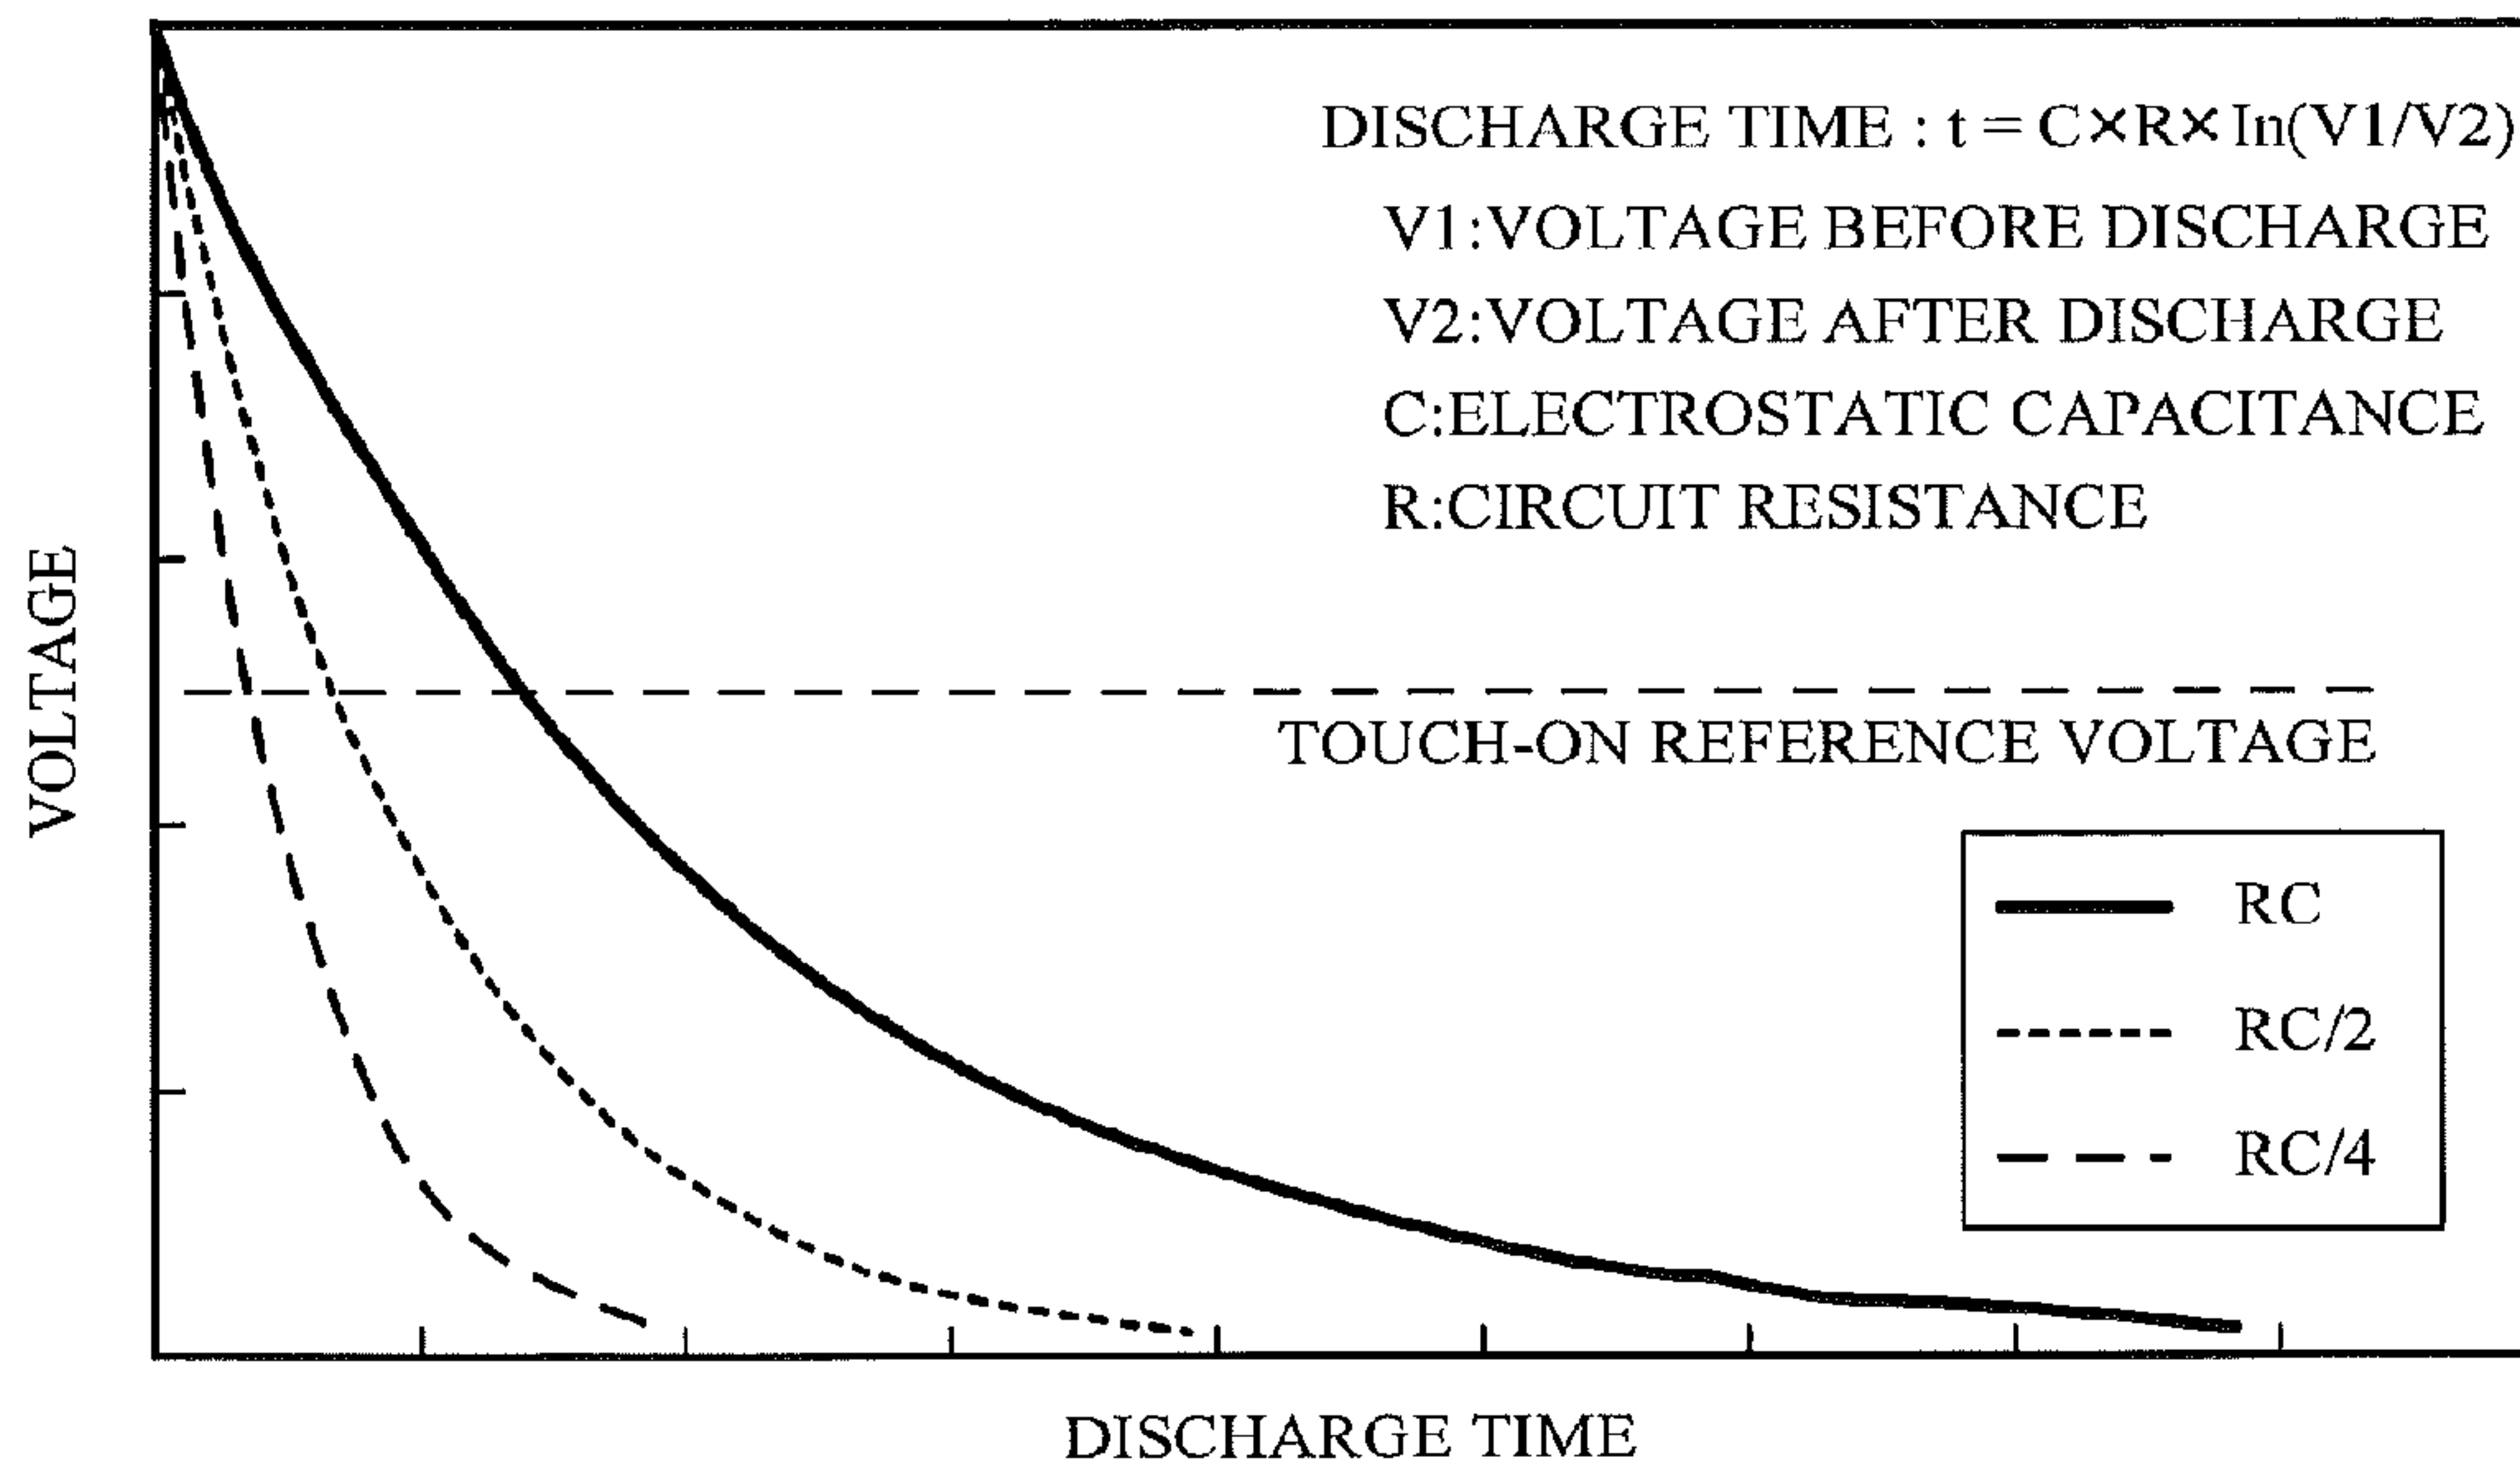 DISCHARGE TIME : t = C×R×In(V1/V2)
V1:VOLTAGE BEFORE DISCHARGE
V2:VOLTAGE AFTER DISCHARGE
C:ELECTROSTATIC CAPACITANCE
R:CIRCUIT RESISTANCE
VOLTAGE
TOUCH-ON REFERENCE VOLTAGE
RC
RC/2
RC/4
DISCHARGE TIME